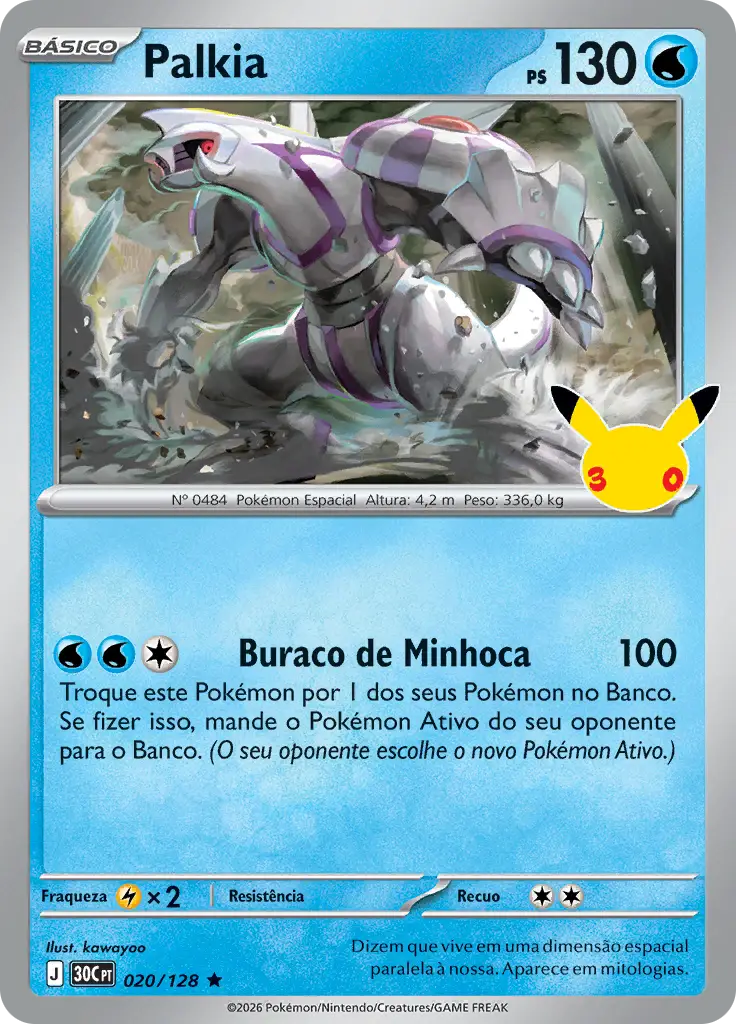 BÁSICO
Palkia
PS 130
30
Nº 0484 Pokémon Espacial Altura: 4,2 m Peso: 336,0 kg
Buraco de Minhoca 100
Troque este Pokémon por 1 dos seus Pokémon no Banco.
Se fizer isso, mande o Pokémon Ativo do seu oponente
para o Banco. (O seu oponente escolhe o novo Pokémon Ativo.)
Fraqueza ×2 Resistência Recuo
Ilust. kawayoo
Dizem que vive em uma dimensão espacial
paralela à nossa. Aparece em mitologias.
J 30C PT 020/128 ★
©2026 Pokémon/Nintendo/Creatures/GAME FREAK